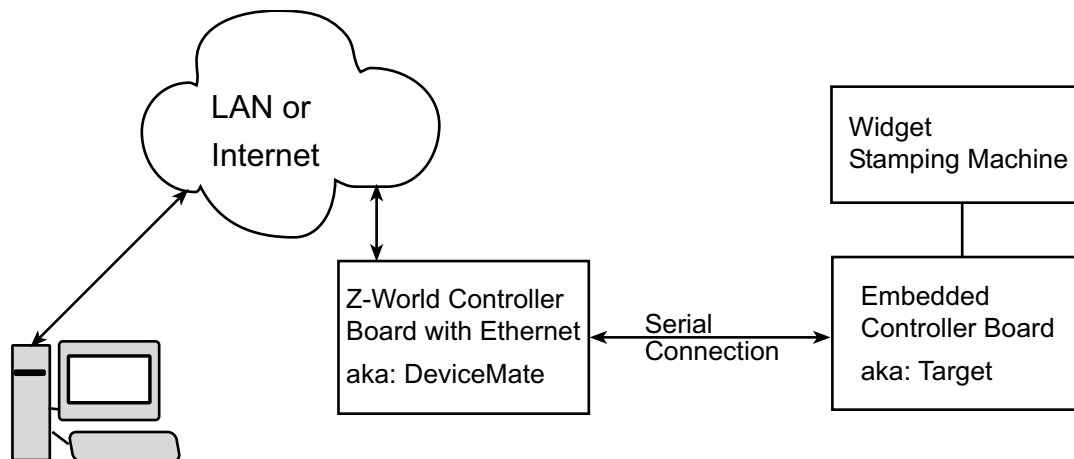 LAN or
Internet
Widget
Stamping Machine
Z-World Controller
Board with Ethernet
aka: DeviceMate
Serial
Connection
Embedded
Controller Board
aka: Target